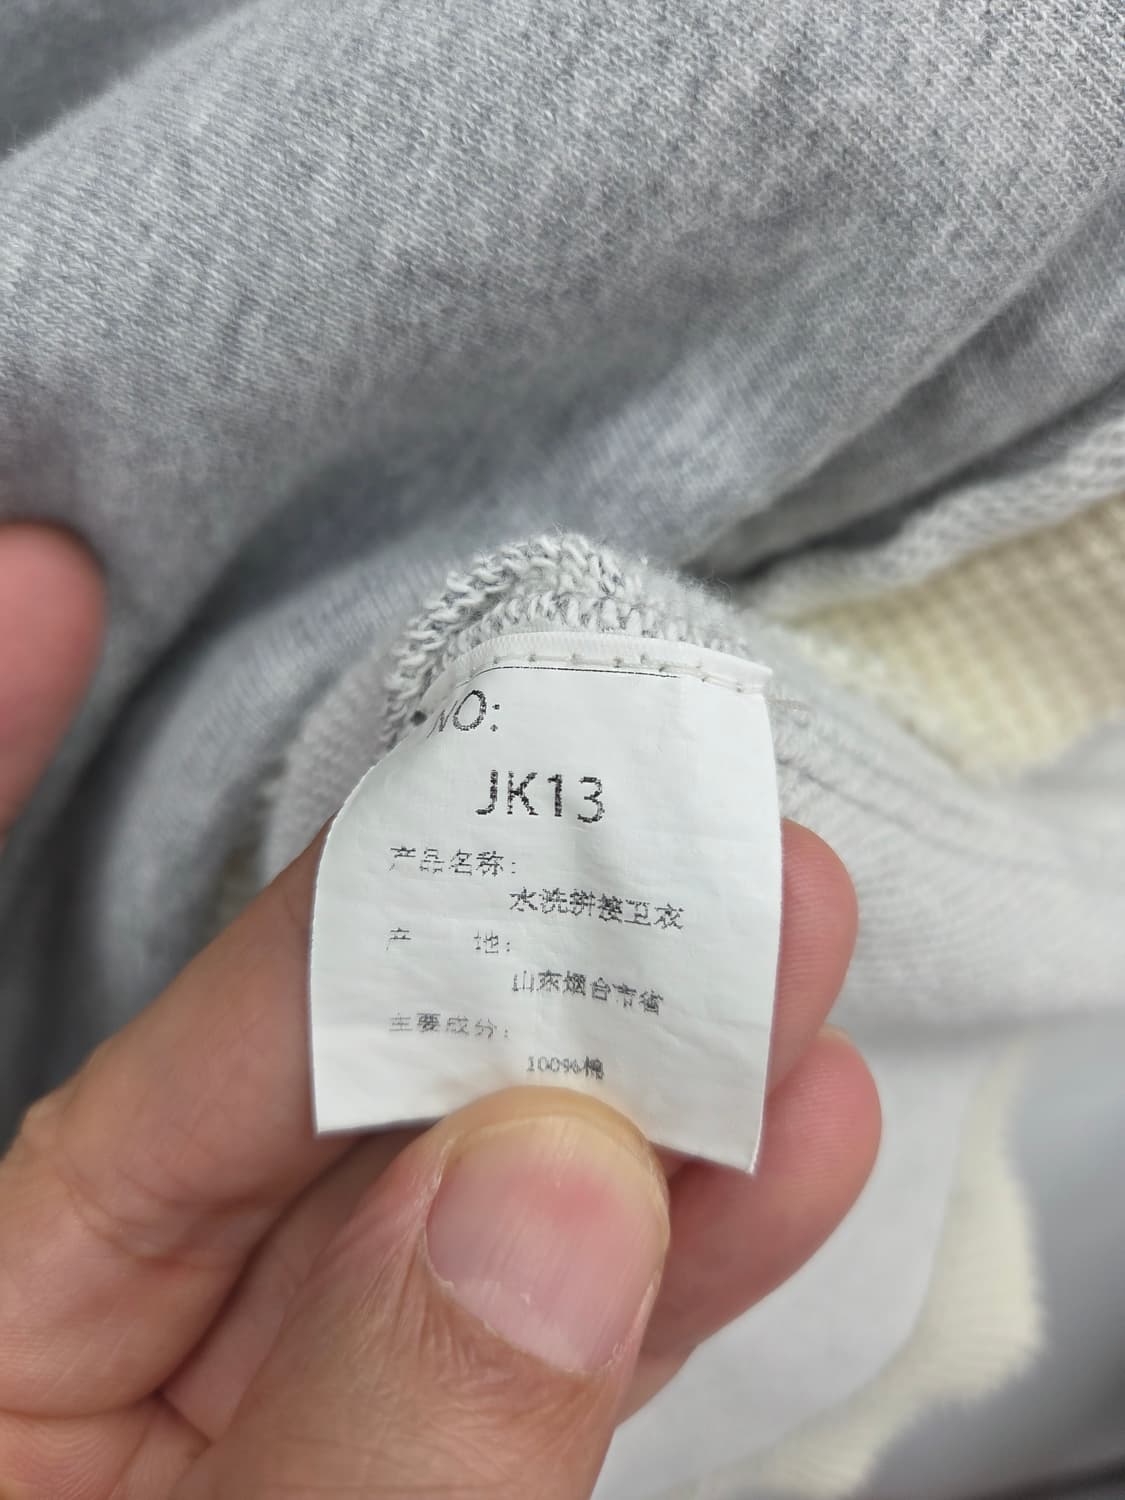 NO:
JK13
产品名称:
水洗拼接卫衣
产 地:
山东烟台市省
主要成分:
100%棉